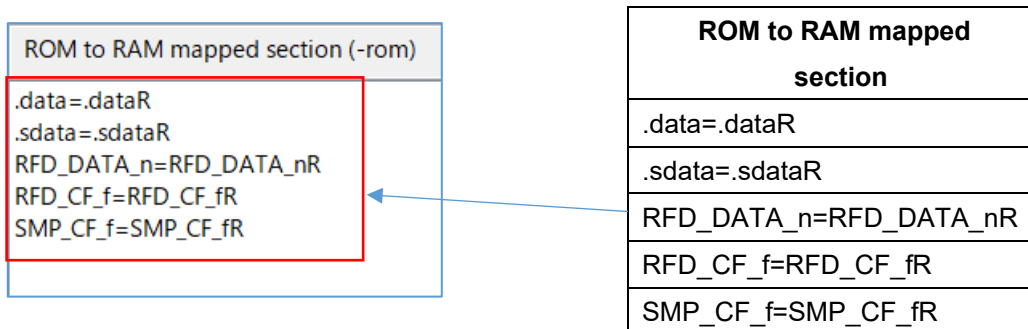 ROM to RAM mapped section (-rom)
.data=.dataR
.sdata=.sdataR
RFD_DATA_n=RFD_DATA_nR
RFD_CF_f=RFD_CF_fR
SMP_CF_f=SMP_CF_fR
ROM to RAM mapped
section
.data=.dataR
.sdata=.sdataR
RFD_DATA_n=RFD_DATA_nR
RFD_CF_f=RFD_CF_fR
SMP_CF_f=SMP_CF_fR